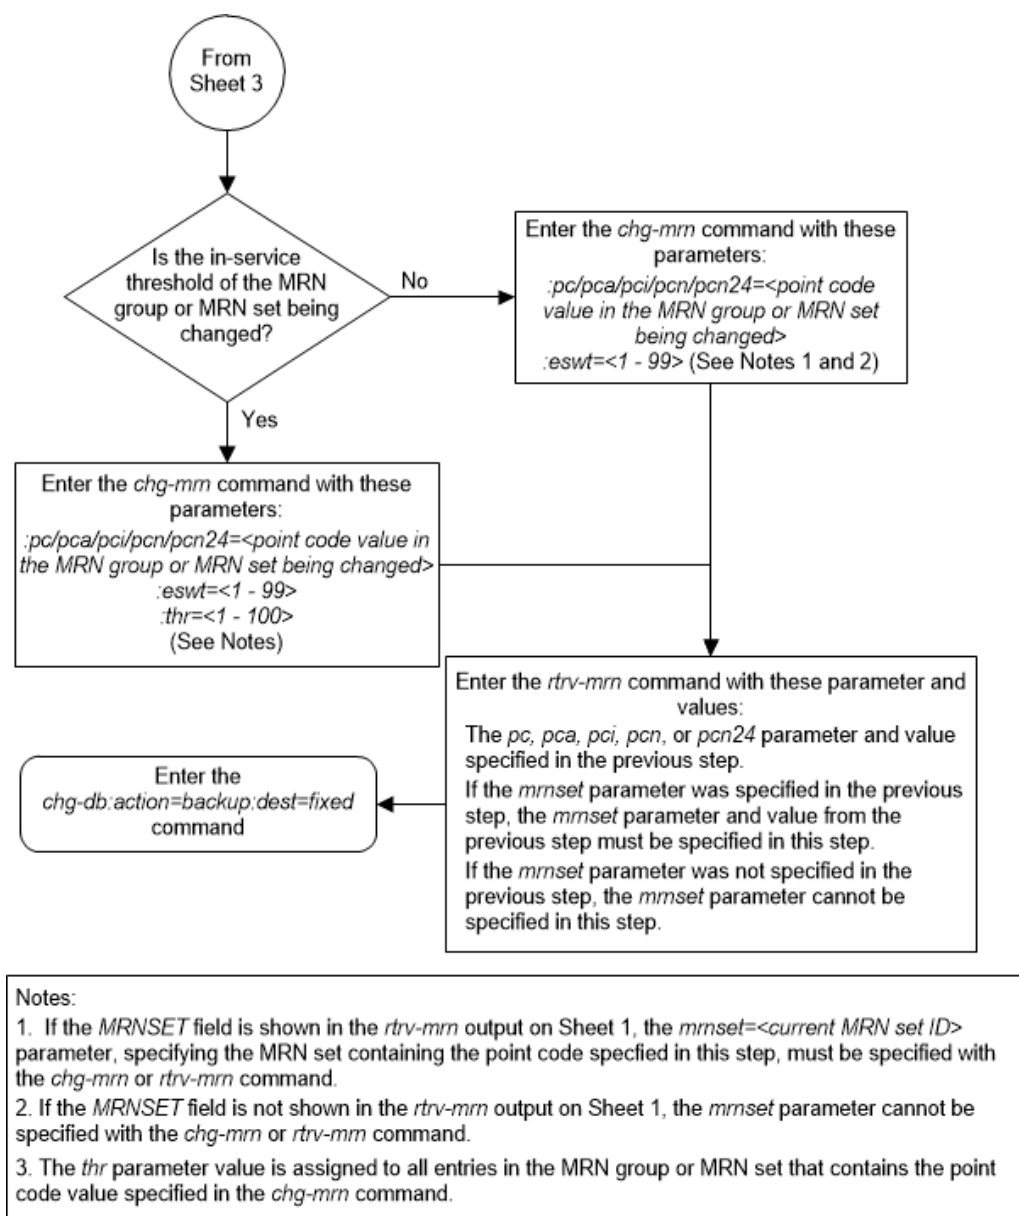 From
Sheet 3
Is the in-service
threshold of the MRN
group or MRN set being
changed?
No
Enter the chg-mrn command with these
parameters:
:pc/pca/pci/pcn/pcn24=<point code
value in the MRN group or MRN set
being changed>
:eswt=<1 - 99> (See Notes 1 and 2)
Yes
Enter the chg-mrn command with these
parameters:
:pc/pca/pci/pcn/pcn24=<point code value in
the MRN group or MRN set being changed>
:eswt=<1 - 99>
:thr=<1 - 100>
(See Notes)
Enter the rtrv-mrn command with these parameter and
values:
The pc, pca, pci, pcn, or pcn24 parameter and value
specified in the previous step.
If the mrnset parameter was specified in the previous
step, the mrnset parameter and value from the
previous step must be specified in this step.
If the mrnset parameter was not specified in the
previous step, the mrnset parameter cannot be
specified in this step.
Enter the
chg-db:action=backup:dest=fixed
command
Notes:
1. If the MRNSET field is shown in the rtrv-mrn output on Sheet 1, the mrnset=<current MRN set ID>
parameter, specifying the MRN set containing the point code specfied in this step, must be specified with
the chg-mrn or rtrv-mrn command.
2. If the MRNSET field is not shown in the rtrv-mrn output on Sheet 1, the mrnset parameter cannot be
specified with the chg-mrn or rtrv-mrn command.
3. The thr parameter value is assigned to all entries in the MRN group or MRN set that contains the point
code value specified in the chg-mrn command.